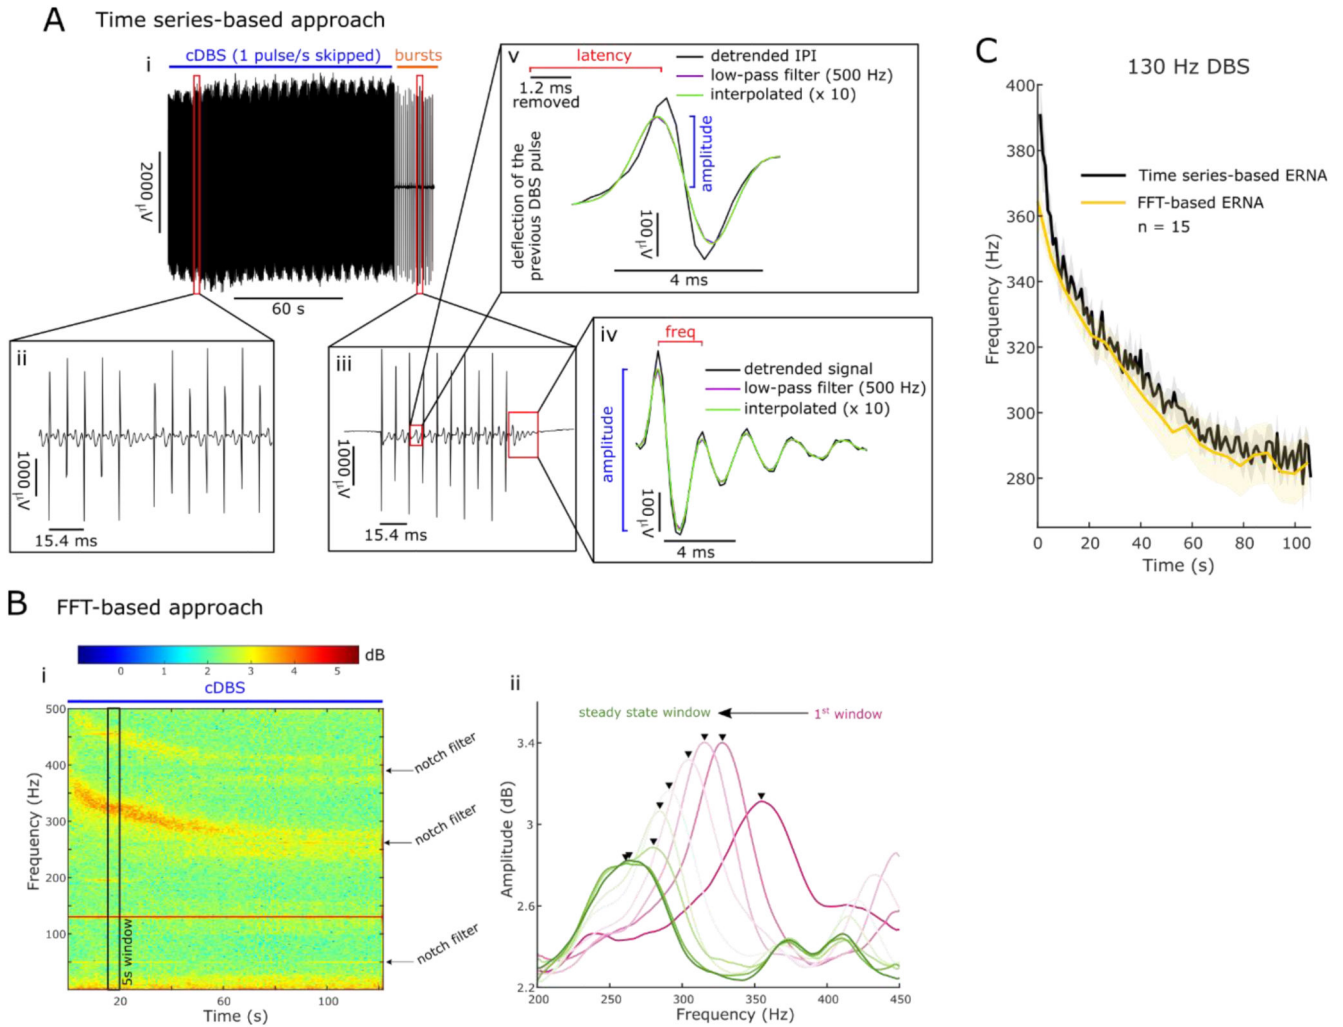 A Time series-based approach
i
cDBS (1 pulse/s skipped) bursts
2000 µV
60 s
v
latency
1.2 ms
removed
detrended IPI
low-pass filter (500 Hz)
interpolated (x 10)
deflection of the
previous DBS pulse
amplitude
100 µV
4 ms
ii
1000 µV
15.4 ms
iii
1000 µV
15.4 ms
iv
freq
detrended signal
low-pass filter (500 Hz)
interpolated (x 10)
amplitude
100 µV
4 ms
C
130 Hz DBS
Time series-based ERNA
FFT-based ERNA
n = 15
Frequency (Hz)
400
380
360
340
320
300
280
0 20 40 60 80 100
Time (s)
B FFT-based approach
dB
0 1 2 3 4 5
i
cDBS
Frequency (Hz)
500
400
300
200
100
5s window
20 60 100
Time (s)
notch filter
notch filter
notch filter
ii
steady state window
1st window
Amplitude (dB)
3.4
3
2.6
2.2
200 250 300 350 400 450
Frequency (Hz)